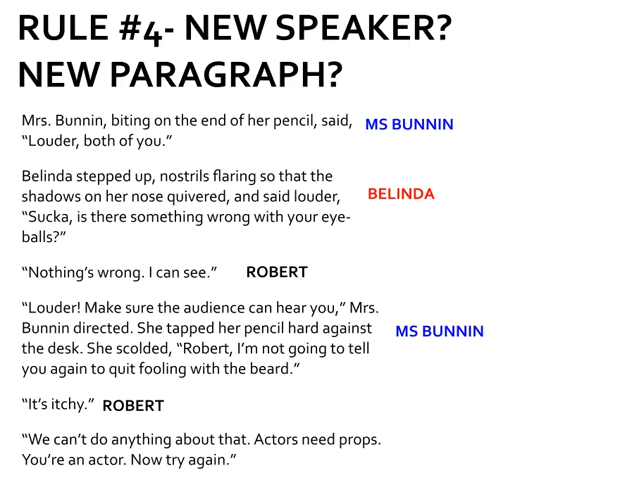 RULE #4- NEW SPEAKER?
NEW PARAGRAPH?
Mrs. Bunnin, biting on the end of her pencil, said, MS BUNNIN
“Louder, both of you.”
Belinda stepped up, nostrils flaring so that the
shadows on her nose quivered, and said louder, BELINDA
“Sucka, is there something wrong with your eye-
balls?”
“Nothing’s wrong. I can see.” ROBERT
“Louder! Make sure the audience can hear you,” Mrs.
Bunnin directed. She tapped her pencil hard against MS BUNNIN
the desk. She scolded, “Robert, I’m not going to tell
you again to quit fooling with the beard.”
“It’s itchy.” ROBERT
“We can’t do anything about that. Actors need props.
You’re an actor. Now try again.”